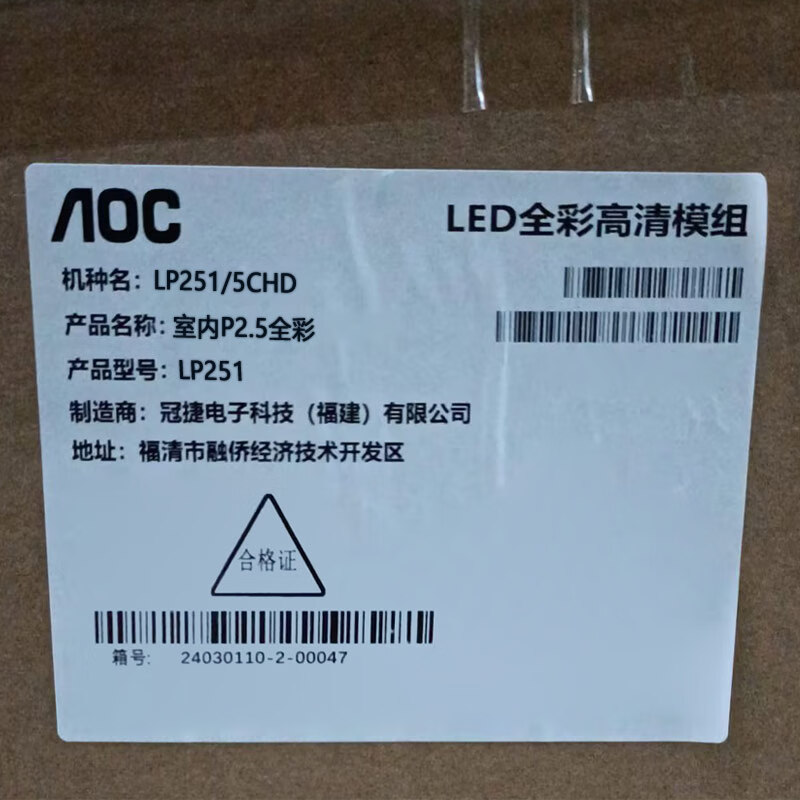 AOC
LED全彩高清模组
机种名：LP251/5CHD
产品名称：室内P2.5全彩
产品型号：LP251
制造商：冠捷电子科技（福建）有限公司
地址：福清市融侨经济技术开发区
合格证
箱号: 24030110-2-00047